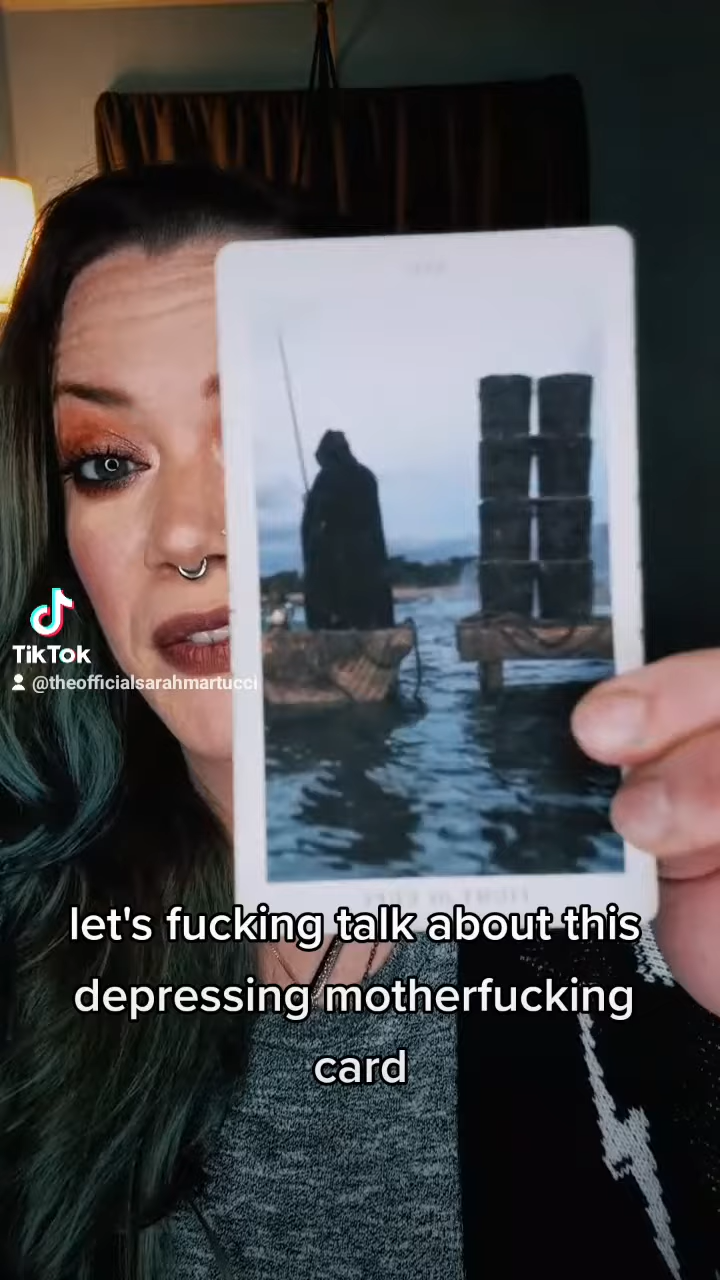 TikTok
@theofficialsarahmartucci
let's fucking talk about this
depressing motherfucking
card